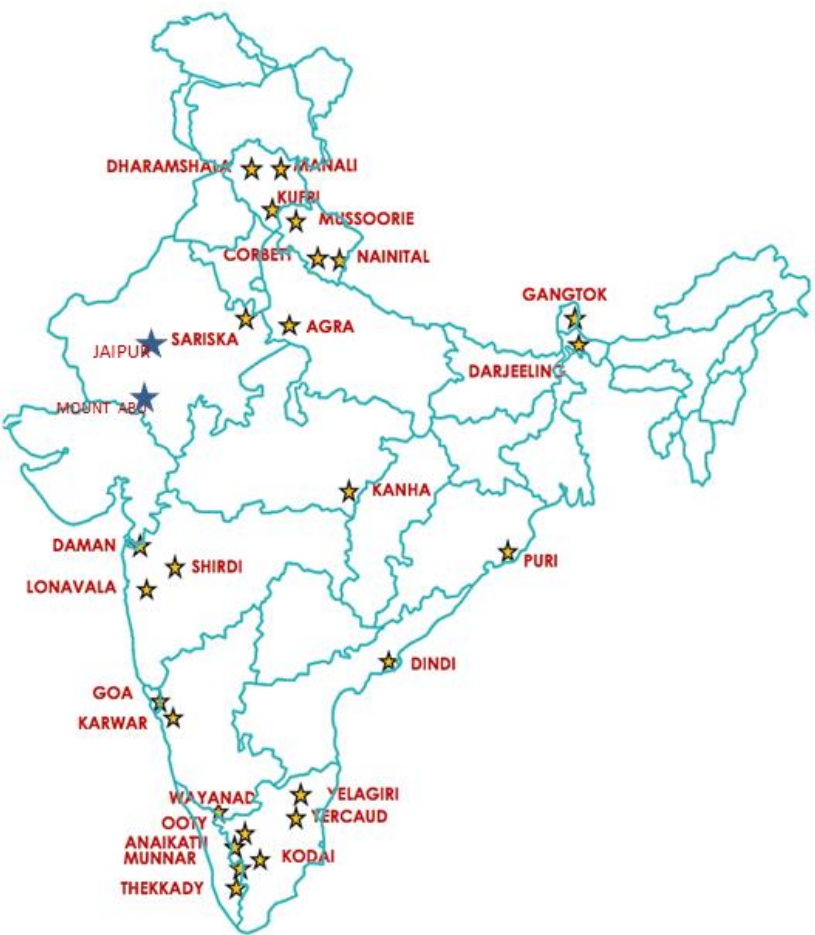 DHARAMSHALA
MANALI
KUFRI
MUSSOORIE
CORBETT
NAINITAL
GANGTOK
SARISKA
AGRA
JAIPUR
DARJEELING
MOUNT ABU
KANHA
DAMAN
SHIRDI
PURI
LONAVALA
DINDI
GOA
KARWAR
WAYANAD
YELAGIRI
OOTY
YERCAUD
ANAIKATTI
MUNNAR
KODAI
THEKKADY